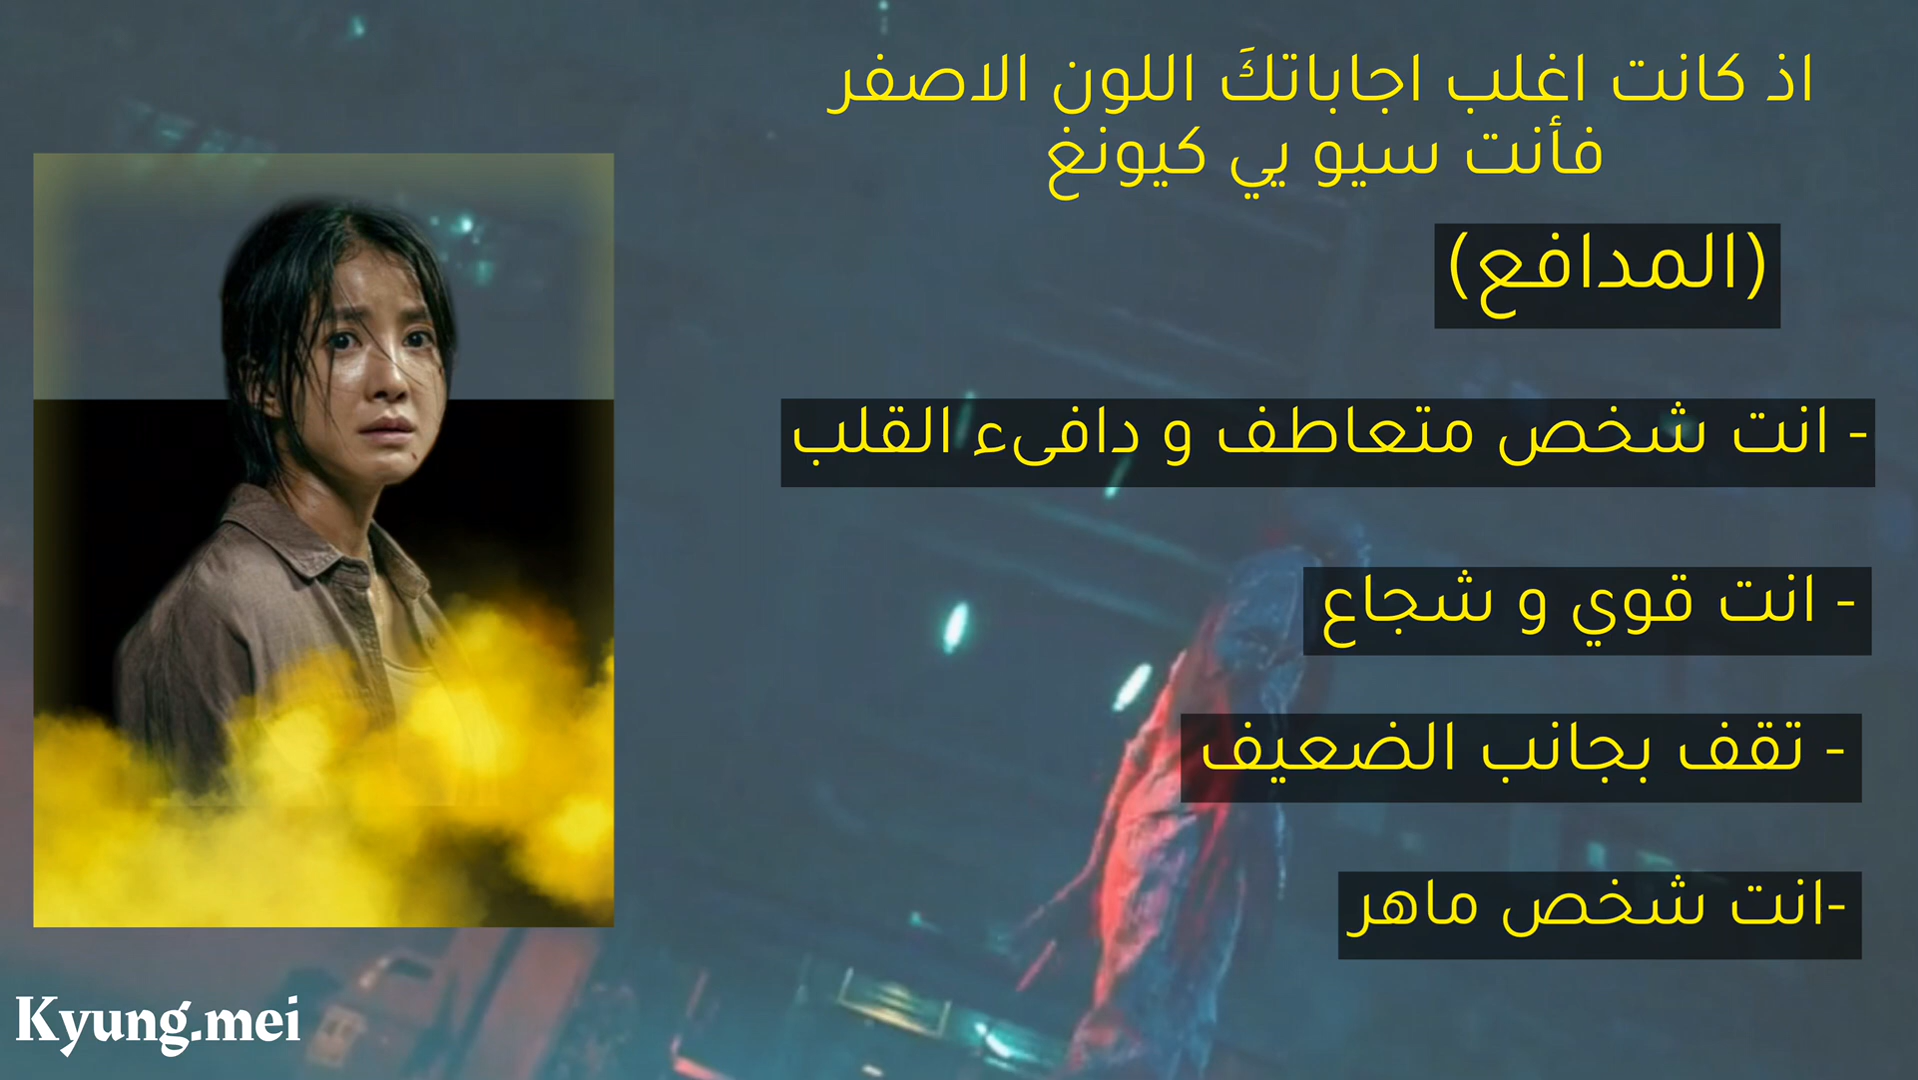 اذ كانت اغلب اجاباتكَ اللون الاصفر
فأنت سيو يي كيونغ
(المدافع)
- انت شخص متعاطف و دافىء القلب
- انت قوي و شجاع
- تقف بجانب الضعيف
-انت شخص ماهر
Kyung.mei